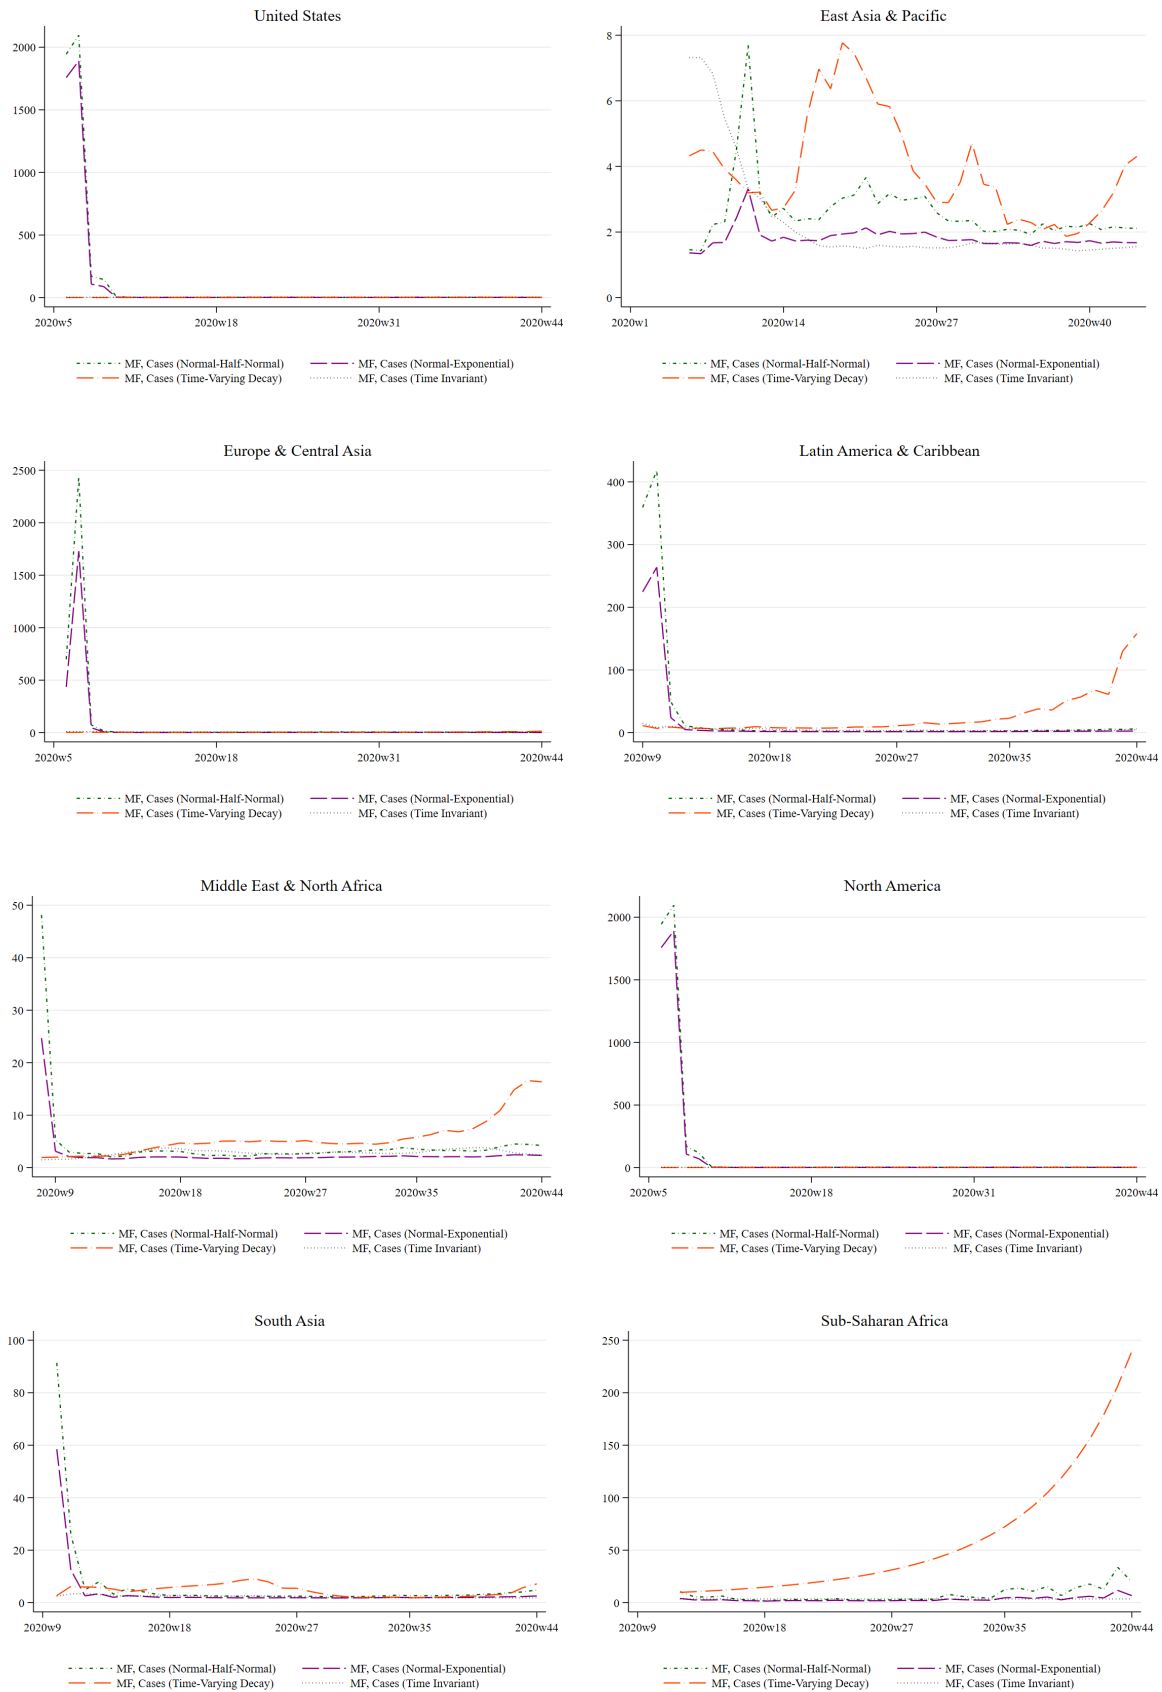 United States
2000
1500
1000
500
0
2020w5 2020w18 2020w31 2020w44
MF, Cases (Normal-Half-Normal) MF, Cases (Normal-Exponential)
MF, Cases (Time-Varying Decay) MF, Cases (Time Invariant)
East Asia & Pacific
8
6
4
2
0
2020w1 2020w14 2020w27 2020w40
MF, Cases (Normal-Half-Normal) MF, Cases (Normal-Exponential)
MF, Cases (Time-Varying Decay) MF, Cases (Time Invariant)
Europe & Central Asia
2500
2000
1500
1000
500
0
2020w5 2020w18 2020w31 2020w44
MF, Cases (Normal-Half-Normal) MF, Cases (Normal-Exponential)
MF, Cases (Time-Varying Decay) MF, Cases (Time Invariant)
Latin America & Caribbean
400
300
200
100
0
2020w9 2020w18 2020w27 2020w35 2020w44
MF, Cases (Normal-Half-Normal) MF, Cases (Normal-Exponential)
MF, Cases (Time-Varying Decay) MF, Cases (Time Invariant)
Middle East & North Africa
50
40
30
20
10
0
2020w9 2020w18 2020w27 2020w35 2020w44
MF, Cases (Normal-Half-Normal) MF, Cases (Normal-Exponential)
MF, Cases (Time-Varying Decay) MF, Cases (Time Invariant)
North America
2000
1500
1000
500
0
2020w5 2020w18 2020w31 2020w44
MF, Cases (Normal-Half-Normal) MF, Cases (Normal-Exponential)
MF, Cases (Time-Varying Decay) MF, Cases (Time Invariant)
South Asia
100
80
60
40
20
0
2020w9 2020w18 2020w27 2020w35 2020w44
MF, Cases (Normal-Half-Normal) MF, Cases (Normal-Exponential)
MF, Cases (Time-Varying Decay) MF, Cases (Time Invariant)
Sub-Saharan Africa
250
200
150
100
50
0
2020w9 2020w18 2020w27 2020w35 2020w44
MF, Cases (Normal-Half-Normal) MF, Cases (Normal-Exponential)
MF, Cases (Time-Varying Decay) MF, Cases (Time Invariant)